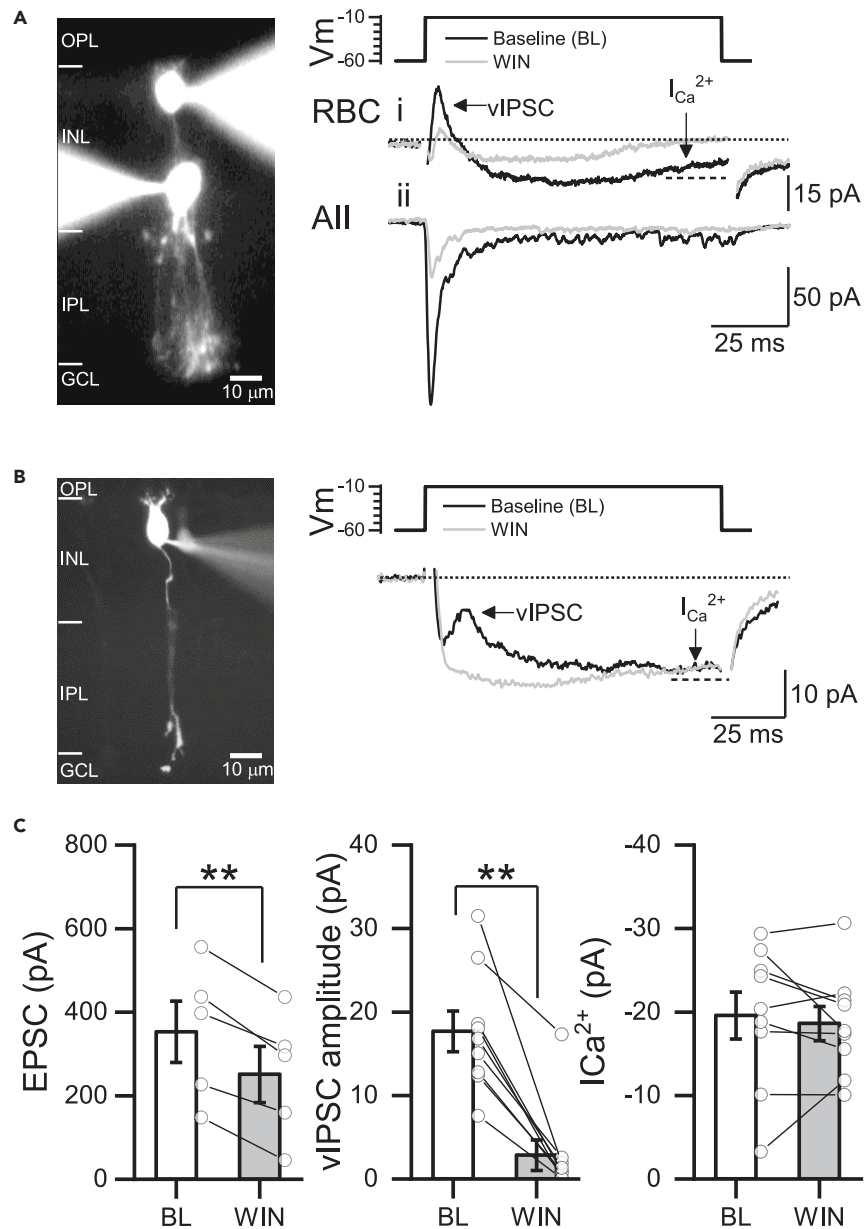 A
OPL
INL
IPL
GCL
10 μm
Vm
-10
-60
Baseline (BL)
WIN
RBC
i
vIPSC
I Ca2+
15 pA
AII
ii
50 pA
25 ms
B
OPL
INL
IPL
GCL
10 μm
Vm
-10
-60
Baseline (BL)
WIN
vIPSC
I Ca2+
10 pA
25 ms
C
EPSC (pA)
800
600
400
200
0
**
BL WIN
vIPSC amplitude (pA)
40
30
20
10
0
**
BL WIN
ICa2+ (pA)
-40
-30
-20
-10
0
BL WIN